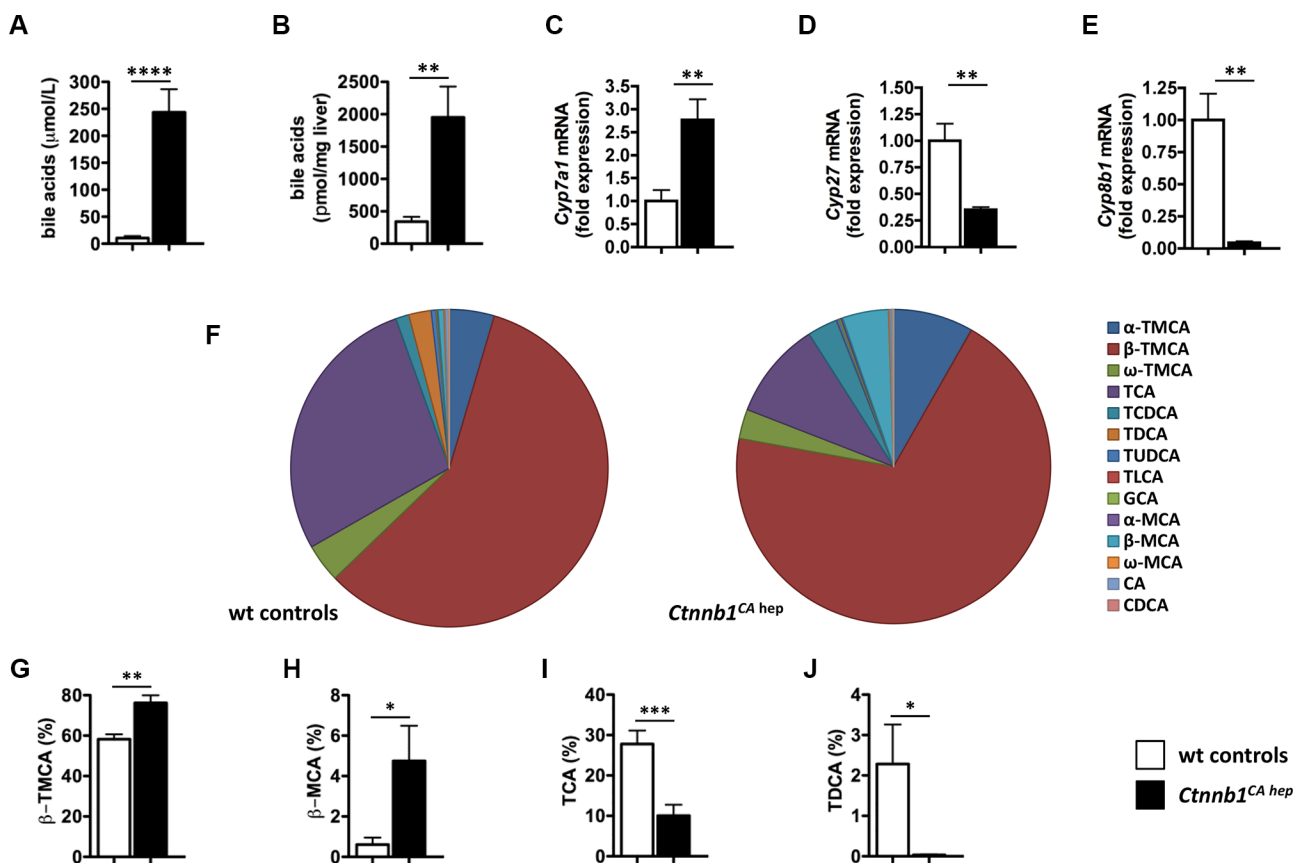 A
B
C
D
E
****
bile acids (µmol/L)
300
250
200
150
100
50
0
**
bile acids
(pmol/mg liver)
2500
2000
1500
1000
500
0
**
Cyp7a1 mRNA
(fold expression)
3.5
3.0
2.5
2.0
1.5
1.0
0.5
0.0
**
Cyp27 mRNA
(fold expression)
1.50
1.25
1.00
0.75
0.50
0.25
0.00
**
Cyp8b1 mRNA
(fold expression)
1.25
1.00
0.75
0.50
0.25
0.00
F
wt controls
Ctnnb1CA hep
α-TMCA
β-TMCA
ω-TMCA
TCA
TCDCA
TDCA
TUDCA
TLCA
GCA
α-MCA
β-MCA
ω-MCA
CA
CDCA
G
H
I
J
**
β-TMCA (%)
80
60
40
20
0
*
β-MCA (%)
8
6
4
2
0
***
TCA (%)
40
30
20
10
0
*
TDCA (%)
4
3
2
1
0
wt controls
Ctnnb1CA hep